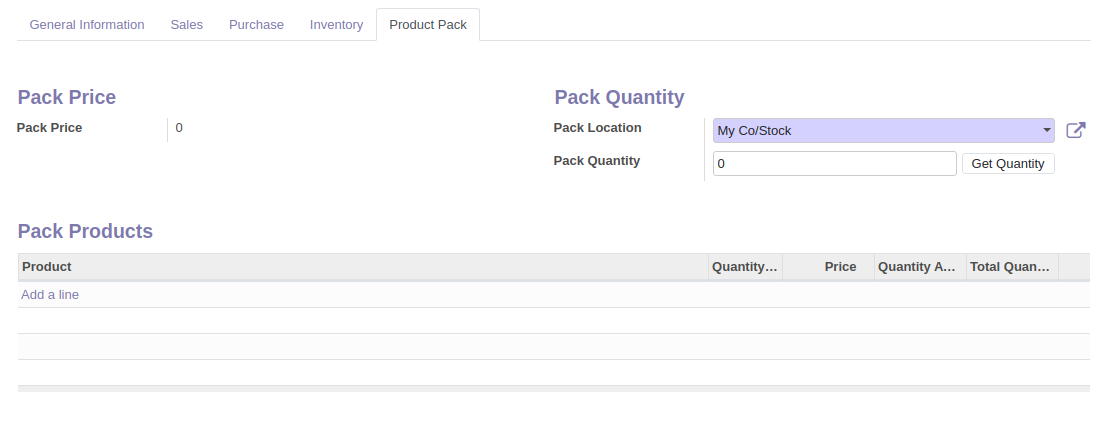 General Information Sales Purchase Inventory Product Pack
Pack Price
Pack Price 0
Pack Quantity
Pack Location My Co/Stock
Pack Quantity 0 Get Quantity
Pack Products
Product Quantity... Price Quantity A... Total Quan...
Add a line